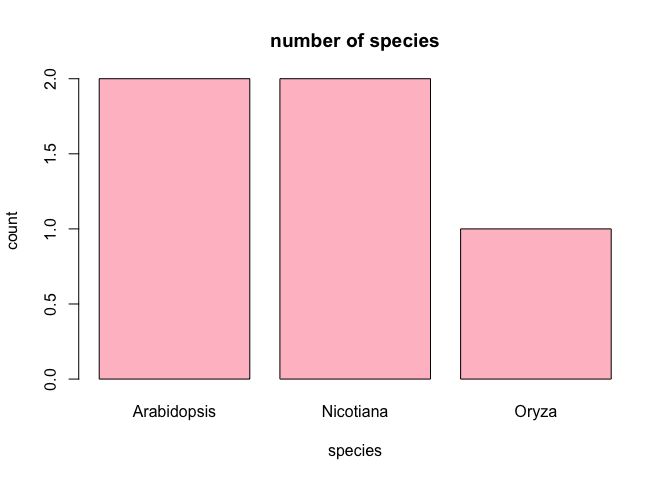 number of species
count
2.0
1.5
1.0
0.5
0.0
Arabidopsis Nicotiana Oryza
species